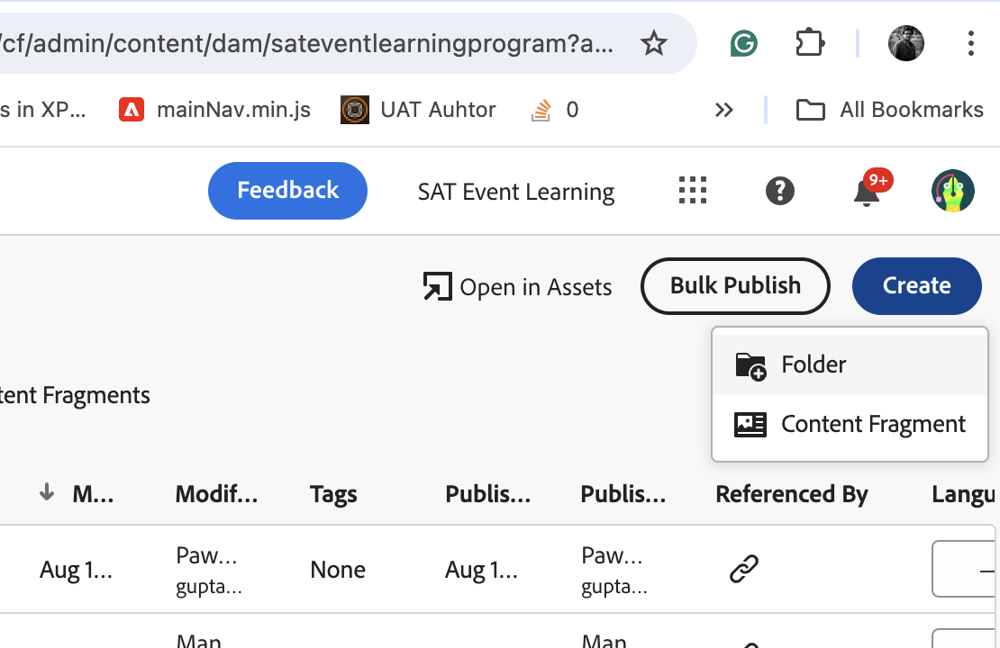 /cf/admin/content/dam/sateventlearningprogram?a...
s in XP... mainNav.min.js UAT Auhtor 0 » All Bookmarks
Feedback SAT Event Learning 9+
Open in Assets Bulk Publish Create
Folder
tent Fragments
Content Fragment
M... Modif... Tags Publis... Publis... Referenced By Langu
Aug 1... Paw... None Aug 1... Paw...
gupta... gupta...
Man Man